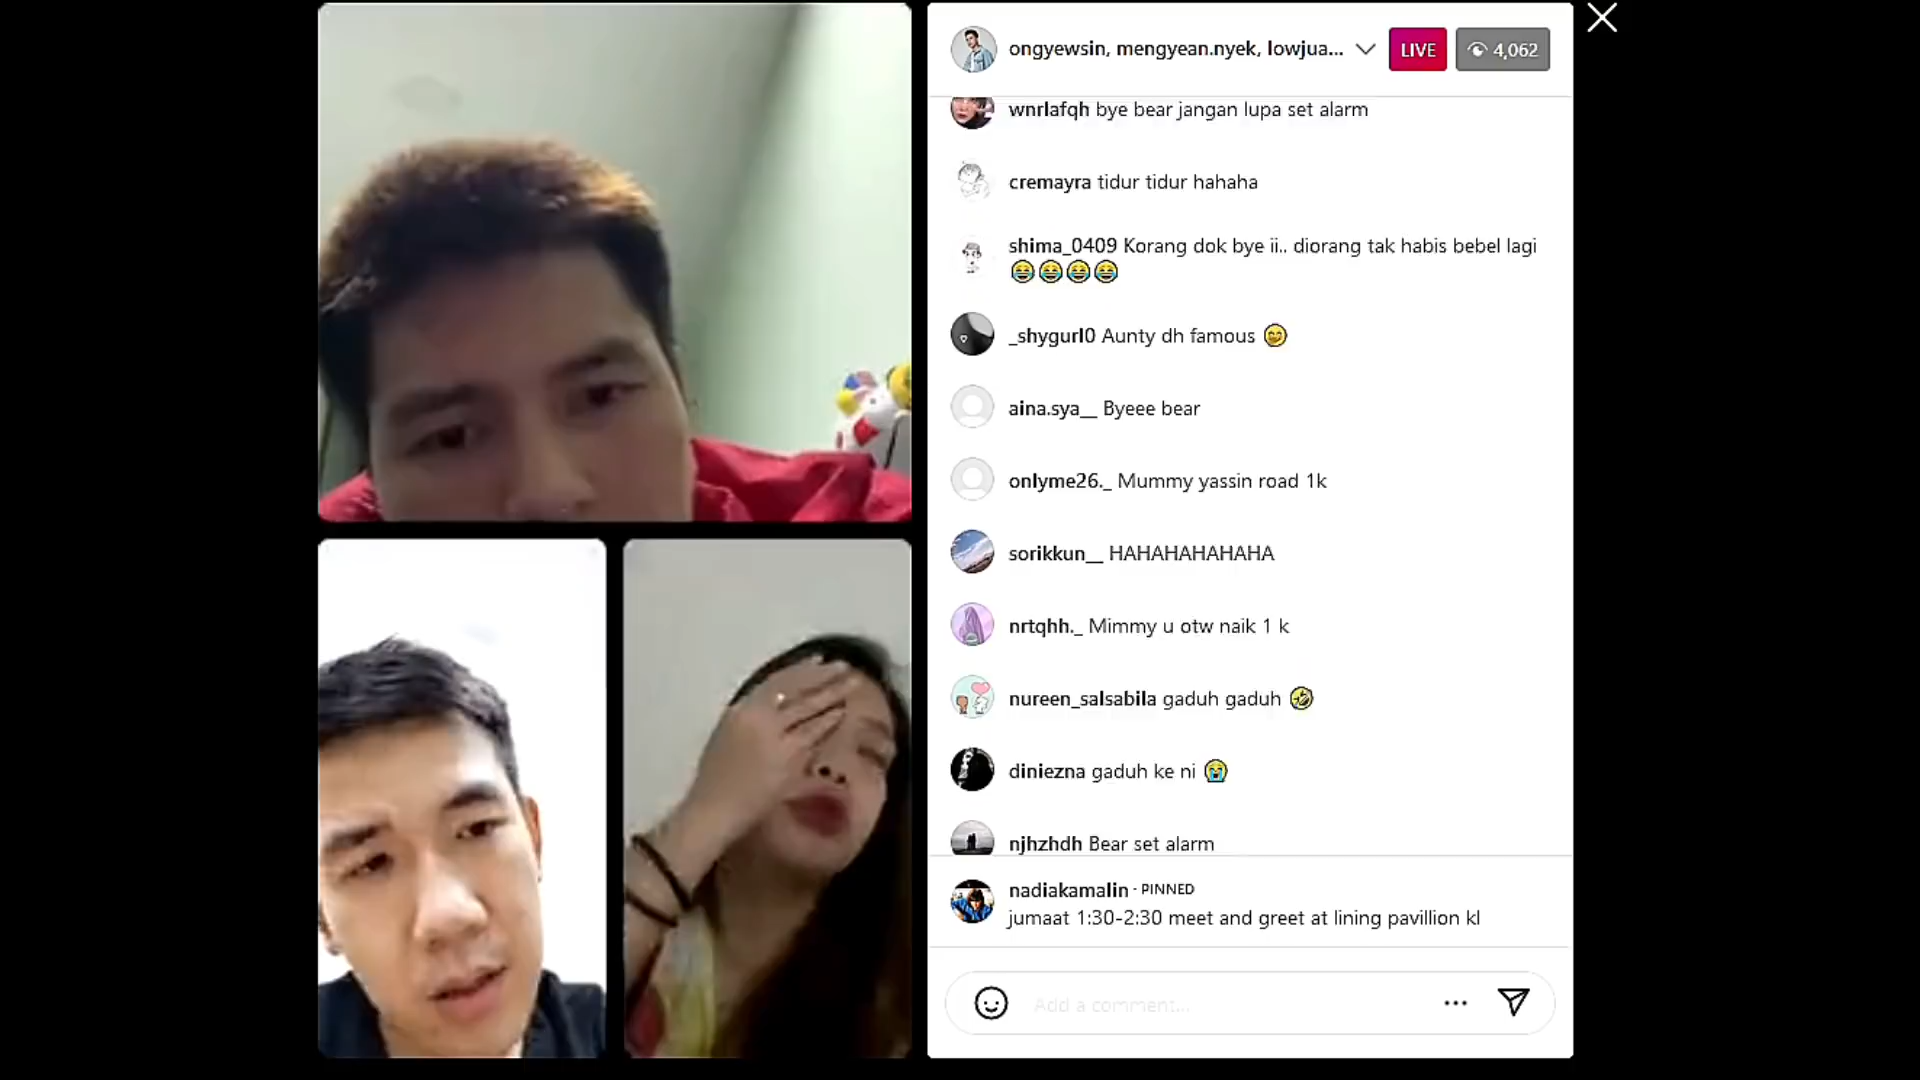 ongyewsin, mengyean.nyek, lowjua...
LIVE
4,062
wnrlafqh bye bear jangan lupa set alarm
cremayra tidur tidur hahaha
shima_0409 Korang dok bye ii.. diorang tak habis bebel lagi
😂😂😂😂
_shygurl0 Aunty dh famous 😄
aina.sya__ Byeee bear
onlyme26._ Mummy yassin road 1k
sorikkun__ HAHAHAHAHAHA
nrtqhh._ Mimmy u otw naik 1 k
nureen_salsabila gaduh gaduh 🤣
diniezna gaduh ke ni 😭
njhzhdh Bear set alarm
nadiakamalin · PINNED
jumaat 1:30-2:30 meet and greet at lining pavillion kl
Add a comment...